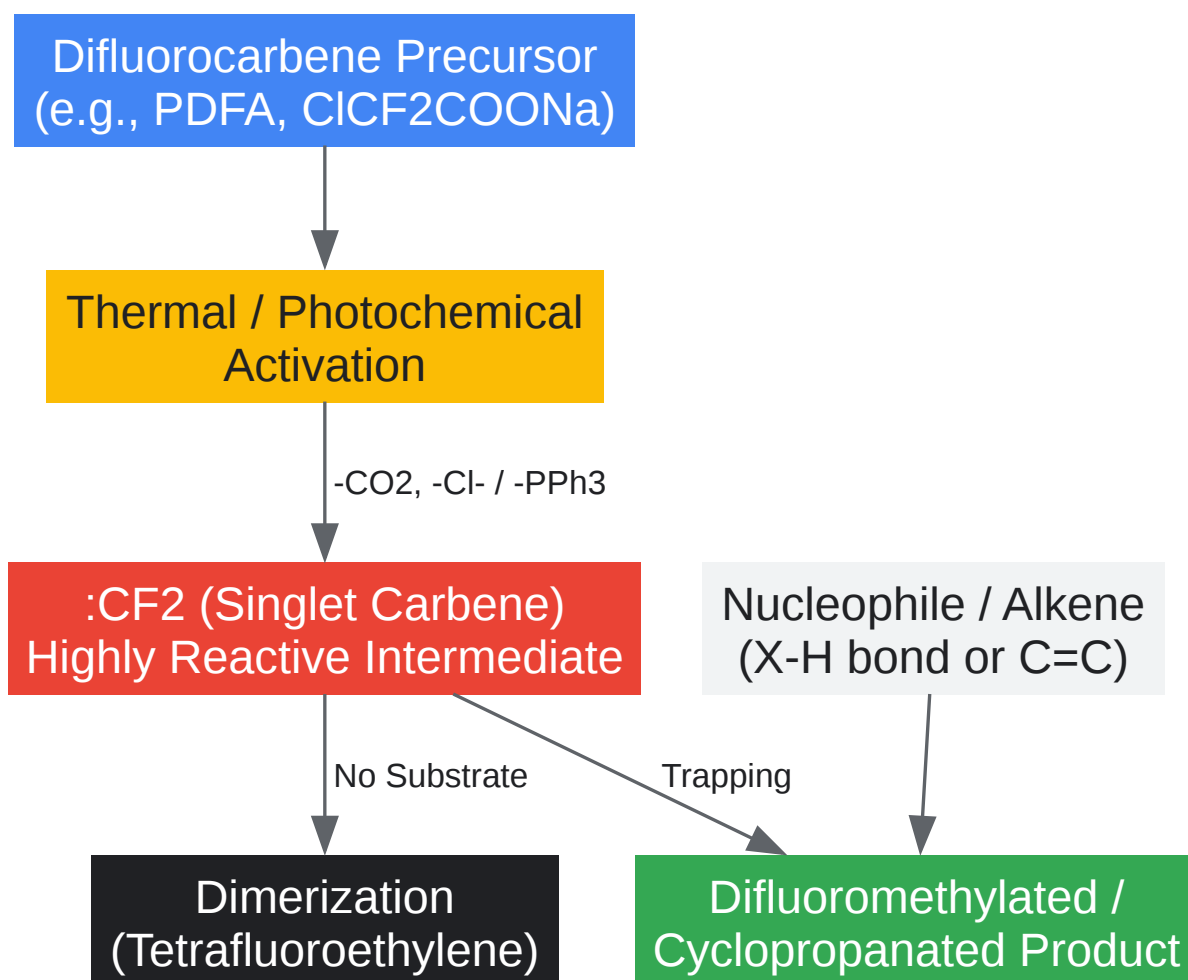 Difluorocarbene Precursor
(e.g., PDFA, ClCF2COONa)
Thermal / Photochemical
Activation
-CO2, -Cl- / -PPh3
:CF2 (Singlet Carbene)
Highly Reactive Intermediate
Nucleophile / Alkene
(X-H bond or C=C)
No Substrate
Trapping
Dimerization
(Tetrafluoroethylene)
Difluoromethylated /
Cyclopropanated Product